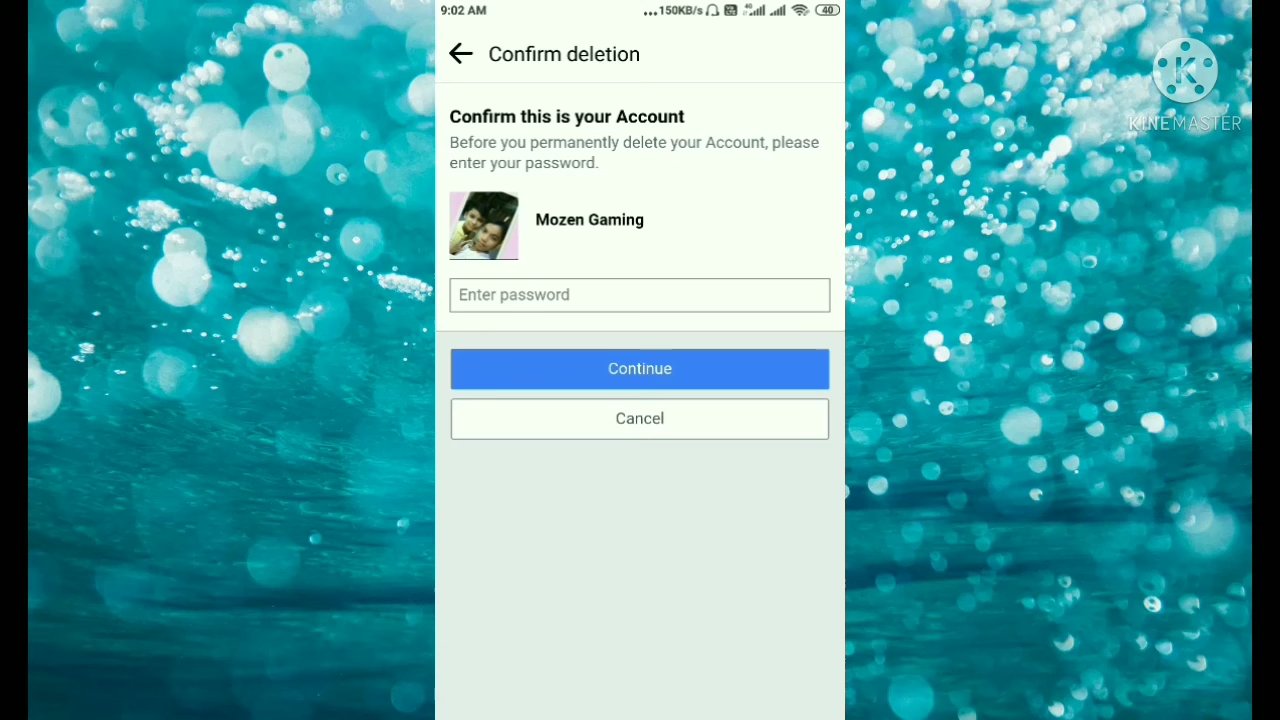 9:02 AM
...150KB/s 4G 40
Confirm deletion
K
KINEMASTER
Confirm this is your Account
Before you permanently delete your Account, please
enter your password.
Mozen Gaming
Enter password
Continue
Cancel